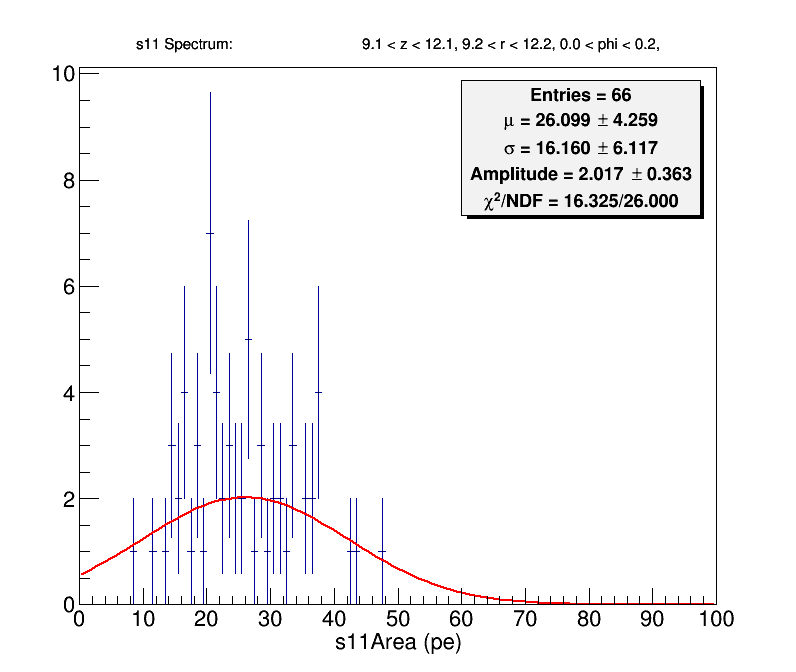 s11 Spectrum: 9.1 < z < 12.1, 9.2 < r < 12.2, 0.0 < phi < 0.2,
Entries = 66
μ = 26.099 ± 4.259
σ = 16.160 ± 6.117
Amplitude = 2.017 ± 0.363
χ²/NDF = 16.325/26.000
10
8
6
4
2
0
0 10 20 30 40 50 60 70 80 90 100
s11Area (pe)